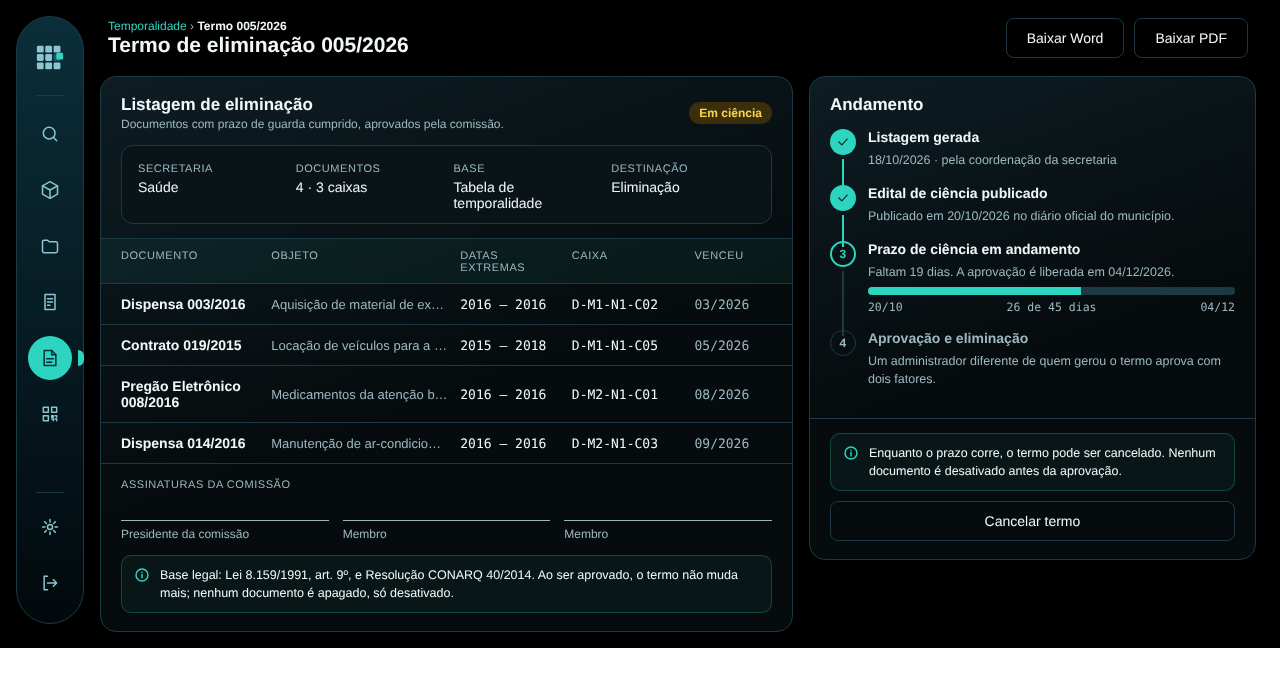 Temporalidade › Termo 005/2026
Termo de eliminação 005/2026
Baixar Word
Baixar PDF
Listagem de eliminação
Documentos com prazo de guarda cumprido, aprovados pela comissão.
Em ciência
SECRETARIA
Saúde
DOCUMENTOS
4 · 3 caixas
BASE
Tabela de
temporalidade
DESTINAÇÃO
Eliminação
DOCUMENTO OBJETO DATAS EXTREMAS CAIXA VENCEU
Dispensa 003/2016 Aquisição de material de ex… 2016 – 2016 D-M1-N1-C02 03/2026
Contrato 019/2015 Locação de veículos para a … 2015 – 2018 D-M1-N1-C05 05/2026
Pregão Eletrônico
008/2016 Medicamentos da atenção b… 2016 – 2016 D-M2-N1-C01 08/2026
Dispensa 014/2016 Manutenção de ar-condicio… 2016 – 2016 D-M2-N1-C03 09/2026
ASSINATURAS DA COMISSÃO
Presidente da comissão Membro Membro
Base legal: Lei 8.159/1991, art. 9º, e Resolução CONARQ 40/2014. Ao ser aprovado, o termo não muda
mais; nenhum documento é apagado, só desativado.
Andamento
Listagem gerada
18/10/2026 · pela coordenação da secretaria
Edital de ciência publicado
Publicado em 20/10/2026 no diário oficial do município.
3 Prazo de ciência em andamento
Faltam 19 dias. A aprovação é liberada em 04/12/2026.
20/10 26 de 45 dias 04/12
4 Aprovação e eliminação
Um administrador diferente de quem gerou o termo aprova com
dois fatores.
Enquanto o prazo corre, o termo pode ser cancelado. Nenhum
documento é desativado antes da aprovação.
Cancelar termo